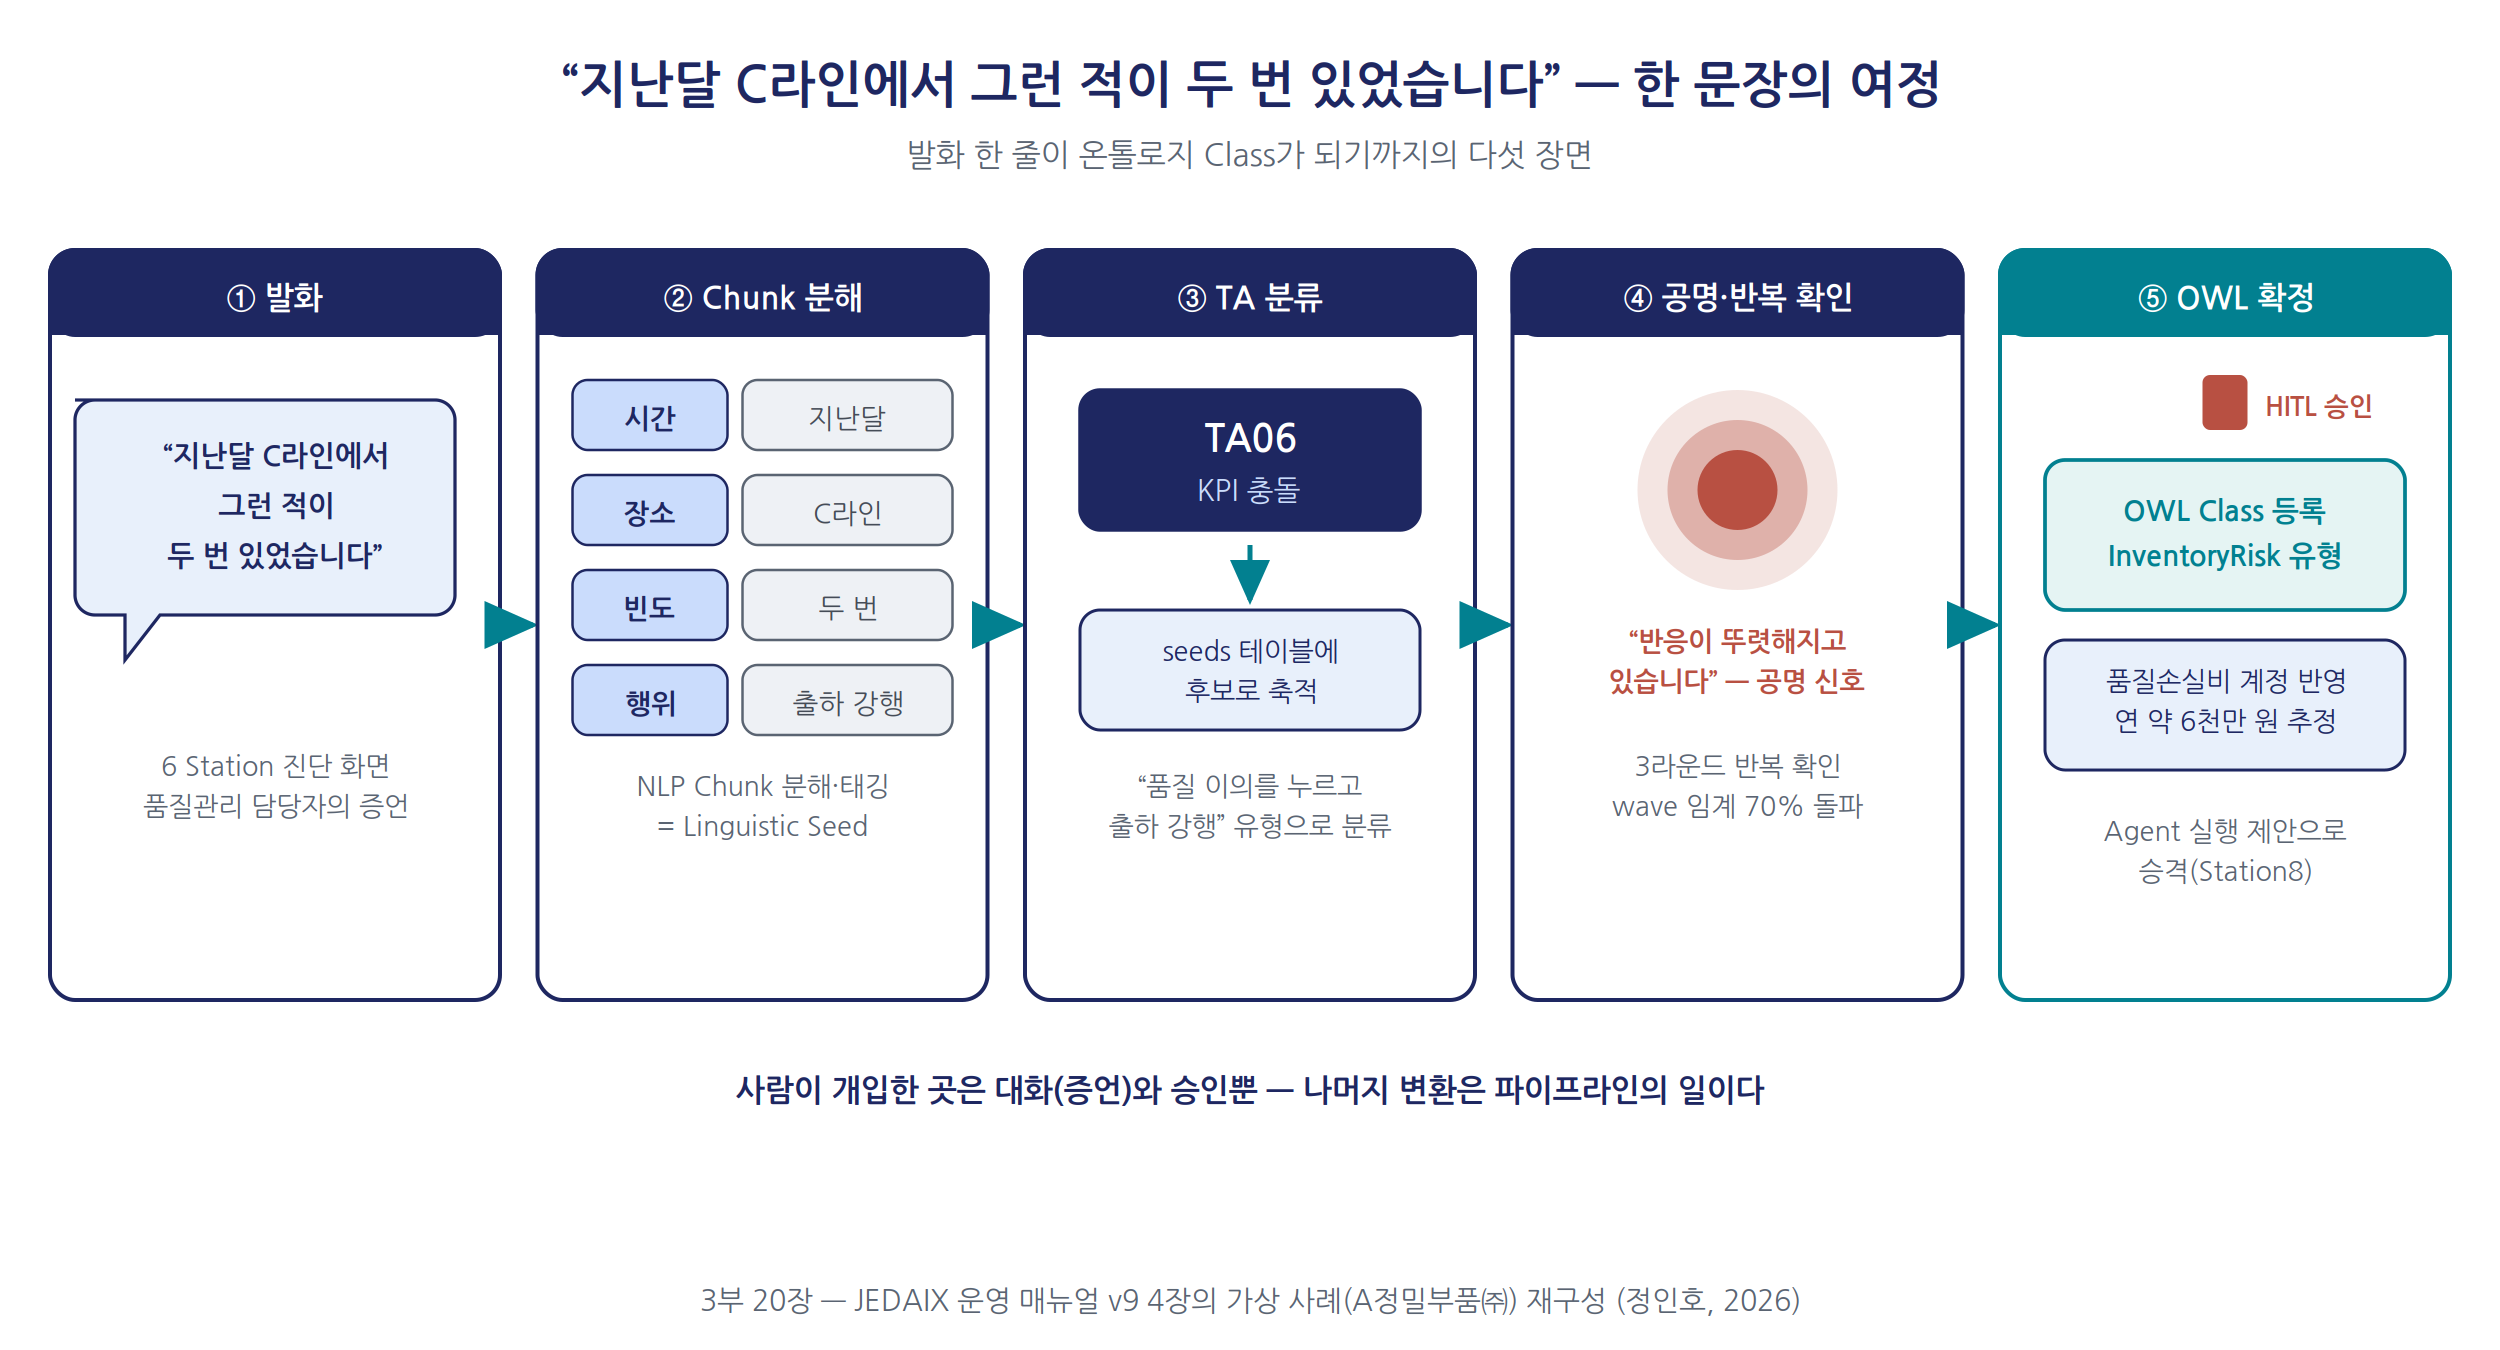 “지난달 C라인에서 그런 적이 두 번 있었습니다” — 한 문장의 여정
발화 한 줄이 온톨로지 Class가 되기까지의 다섯 장면
① 발화
“지난달 C라인에서
그런 적이
두 번 있었습니다”
6 Station 진단 화면
품질관리 담당자의 증언
② Chunk 분해
시간 지난달
장소 C라인
빈도 두 번
행위 출하 강행
NLP Chunk 분해·태깅
= Linguistic Seed
③ TA 분류
TA06
KPI 충돌
seeds 테이블에
후보로 축적
“품질 이의를 누르고
출하 강행” 유형으로 분류
④ 공명·반복 확인
“반응이 뚜렷해지고
있습니다” — 공명 신호
3라운드 반복 확인
wave 임계 70% 돌파
⑤ OWL 확정
HITL 승인
OWL Class 등록
InventoryRisk 유형
품질손실비 계정 반영
연 약 6천만 원 추정
Agent 실행 제안으로
승격(Station8)
사람이 개입한 곳은 대화(증언)와 승인뿐 — 나머지 변환은 파이프라인의 일이다
3부 20장 — JEDAIX 운영 매뉴얼 v9 4장의 가상 사례(A정밀부품㈜) 재구성 (정인호, 2026)